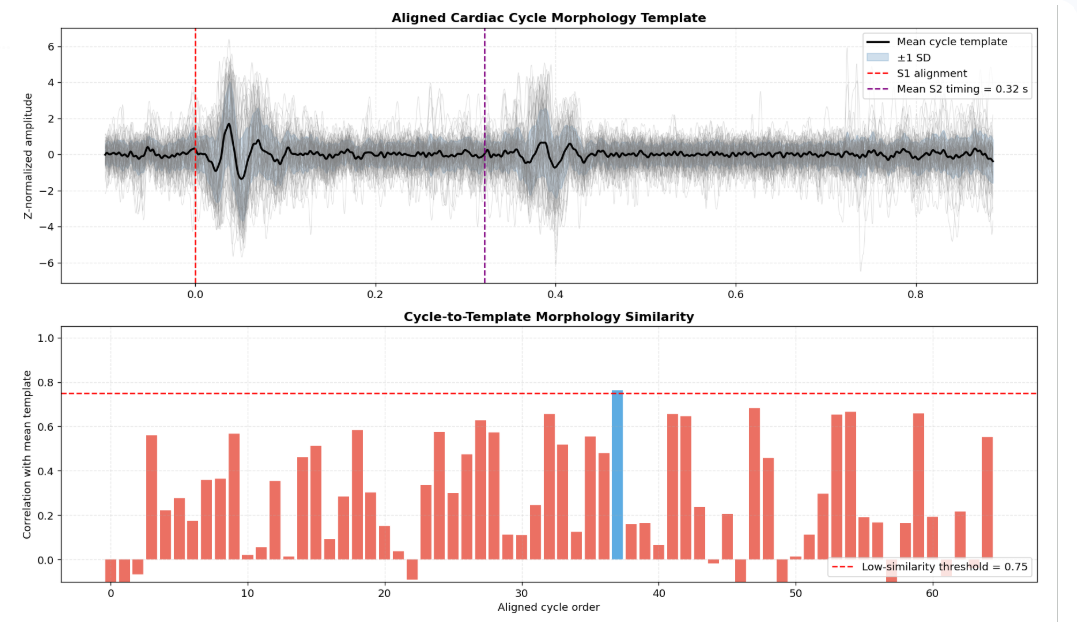 Aligned Cardiac Cycle Morphology Template
Z-normalized amplitude
6
4
2
0
−2
−4
−6
Mean cycle template
±1 SD
S1 alignment
Mean S2 timing = 0.32 s
0.0 0.2 0.4 0.6 0.8
Cycle-to-Template Morphology Similarity
Correlation with mean template
1.0
0.8
0.6
0.4
0.2
0.0
Low-similarity threshold = 0.75
0 10 20 30 40 50 60
Aligned cycle order